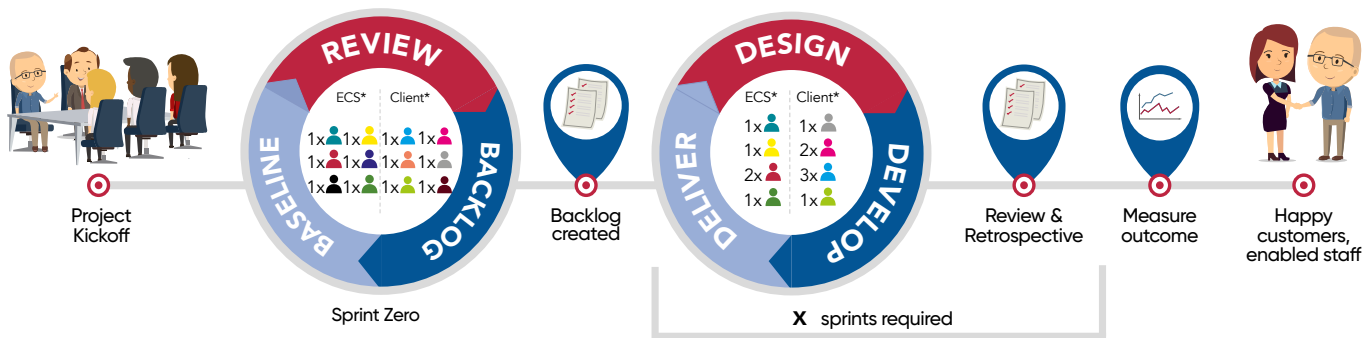 Project
Kickoff
REVIEW
BACKLOG
BASELINE
ECS* Client*
1x 1x 1x 1x
1x 1x 1x 1x
1x 1x 1x 1x
Sprint Zero
Backlog
created
DESIGN
DEVELOP
DELIVER
ECS* Client*
1x 1x
1x 2x
2x 3x
1x 1x
X sprints required
Review &
Retrospective
Measure
outcome
Happy
customers,
enabled staff